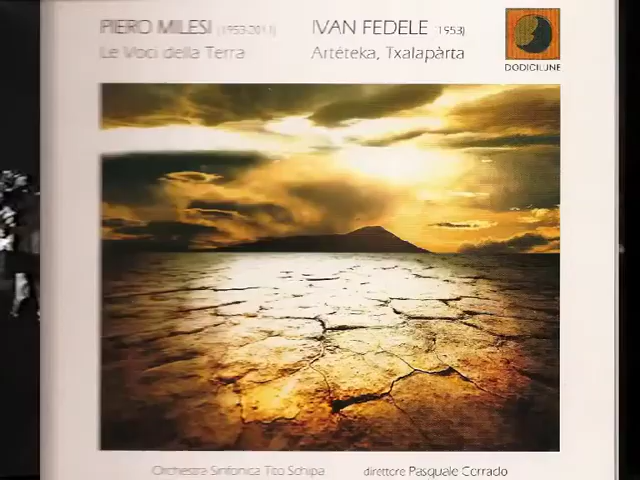 PIERO MILESI (1953-2011)
Le Voci della Terra
IVAN FEDELE (1953)
Artéteka, Txalapàrta
DODICILUNE
Orchestra Sinfonica Tito Schipa
direttore Pasquale Corrado